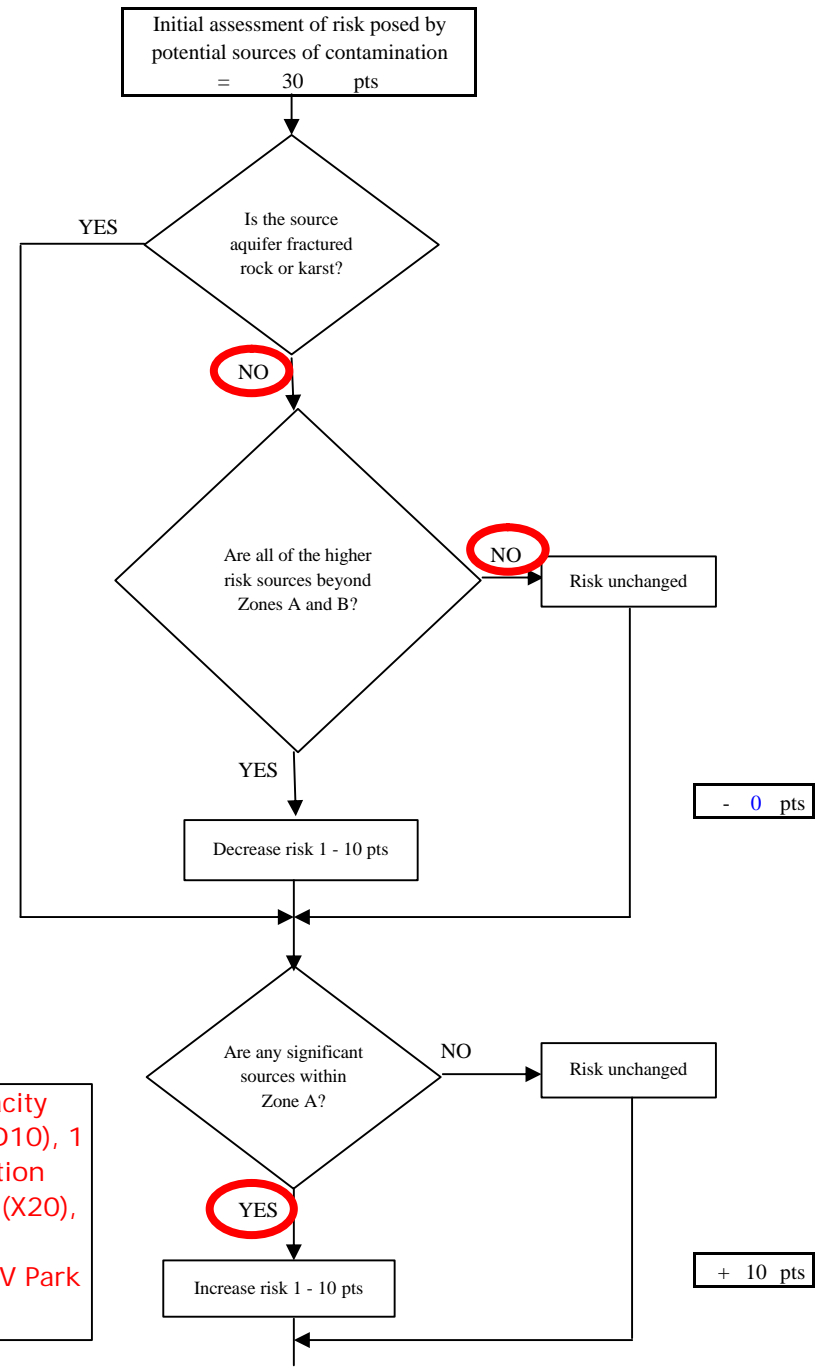 Initial assessment of risk posed by
potential sources of contamination
= 30 pts
YES
Is the source
aquifer fractured
rock or karst?
NO
Are all of the higher
risk sources beyond
Zones A and B?
NO
Risk unchanged
YES
- 0 pts
Decrease risk 1 - 10 pts
Are any significant
sources within
Zone A?
NO
Risk unchanged
(X20),
YES
V Park
Increase risk 1 - 10 pts
+ 10 pts